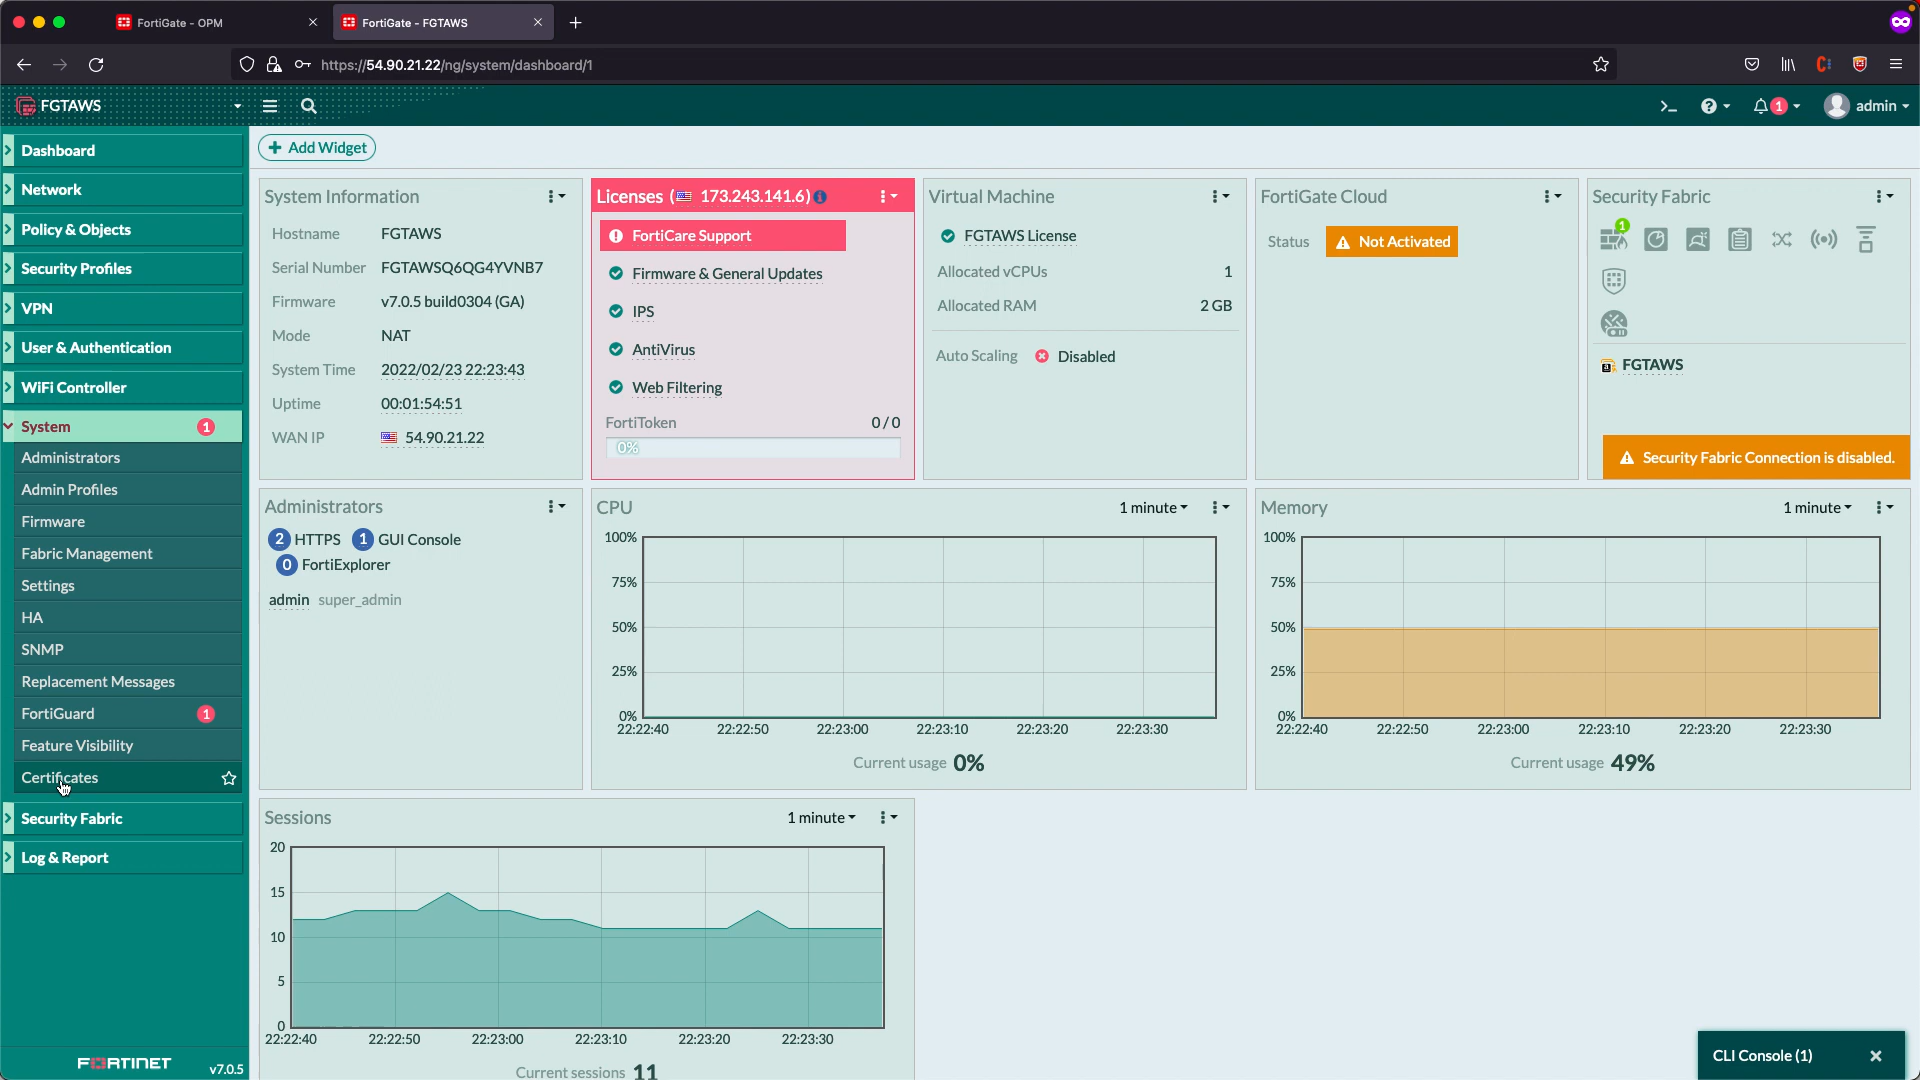 FortiGate - OPM
FortiGate - FGTAWS
https://54.90.21.22/ng/system/dashboard/1
FGTAWS
1
admin
Dashboard
Network
Policy & Objects
Security Profiles
VPN
User & Authentication
WiFi Controller
System 1
Administrators
Admin Profiles
Firmware
Fabric Management
Settings
HA
SNMP
Replacement Messages
FortiGuard 1
Feature Visibility
Certificates
Security Fabric
Log & Report
FORTINET v7.0.5
Add Widget
System Information
Hostname FGTAWS
Serial Number FGTAWSQ6QG4YVNB7
Firmware v7.0.5 build0304 (GA)
Mode NAT
System Time 2022/02/23 22:23:43
Uptime 00:01:54:51
WAN IP 54.90.21.22
Licenses (173.243.141.6)
FortiCare Support
Firmware & General Updates
IPS
AntiVirus
Web Filtering
FortiToken 0/0
0%
Virtual Machine
FGTAWS License
Allocated vCPUs 1
Allocated RAM 2 GB
Auto Scaling Disabled
FortiGate Cloud
Status Not Activated
Security Fabric
1
FGTAWS
Security Fabric Connection is disabled.
Administrators
2 HTTPS 1 GUI Console
0 FortiExplorer
admin super_admin
CPU 1 minute
100%
75%
50%
25%
0%
22:22:40 22:22:50 22:23:00 22:23:10 22:23:20 22:23:30
Current usage 0%
Memory 1 minute
100%
75%
50%
25%
0%
22:22:40 22:22:50 22:23:00 22:23:10 22:23:20 22:23:30
Current usage 49%
Sessions 1 minute
20
15
10
5
0
22:22:40 22:22:50 22:23:00 22:23:10 22:23:20 22:23:30
Current sessions 11
CLI Console (1)